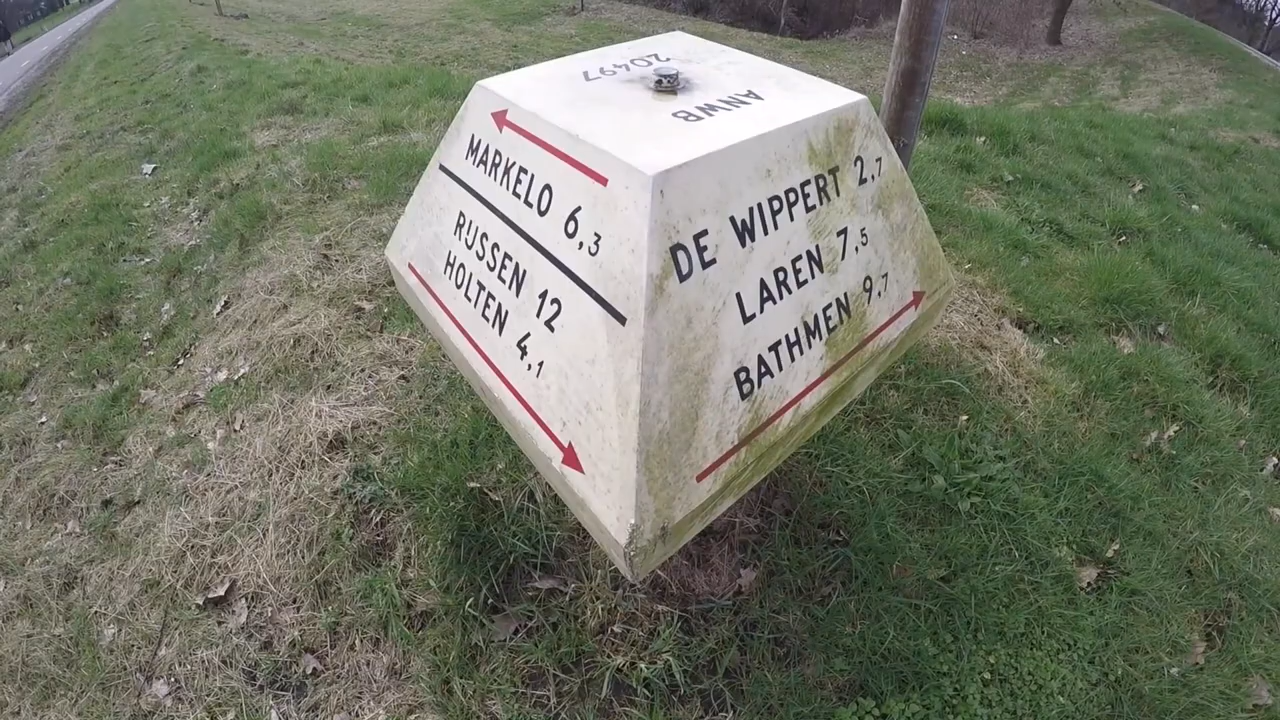 20497
ANWB
MARKELO 6,3
RIJSSEN 12
HOLTEN 4,1
DE WIPPERT 2,7
LAREN 7,5
BATHMEN 9,7